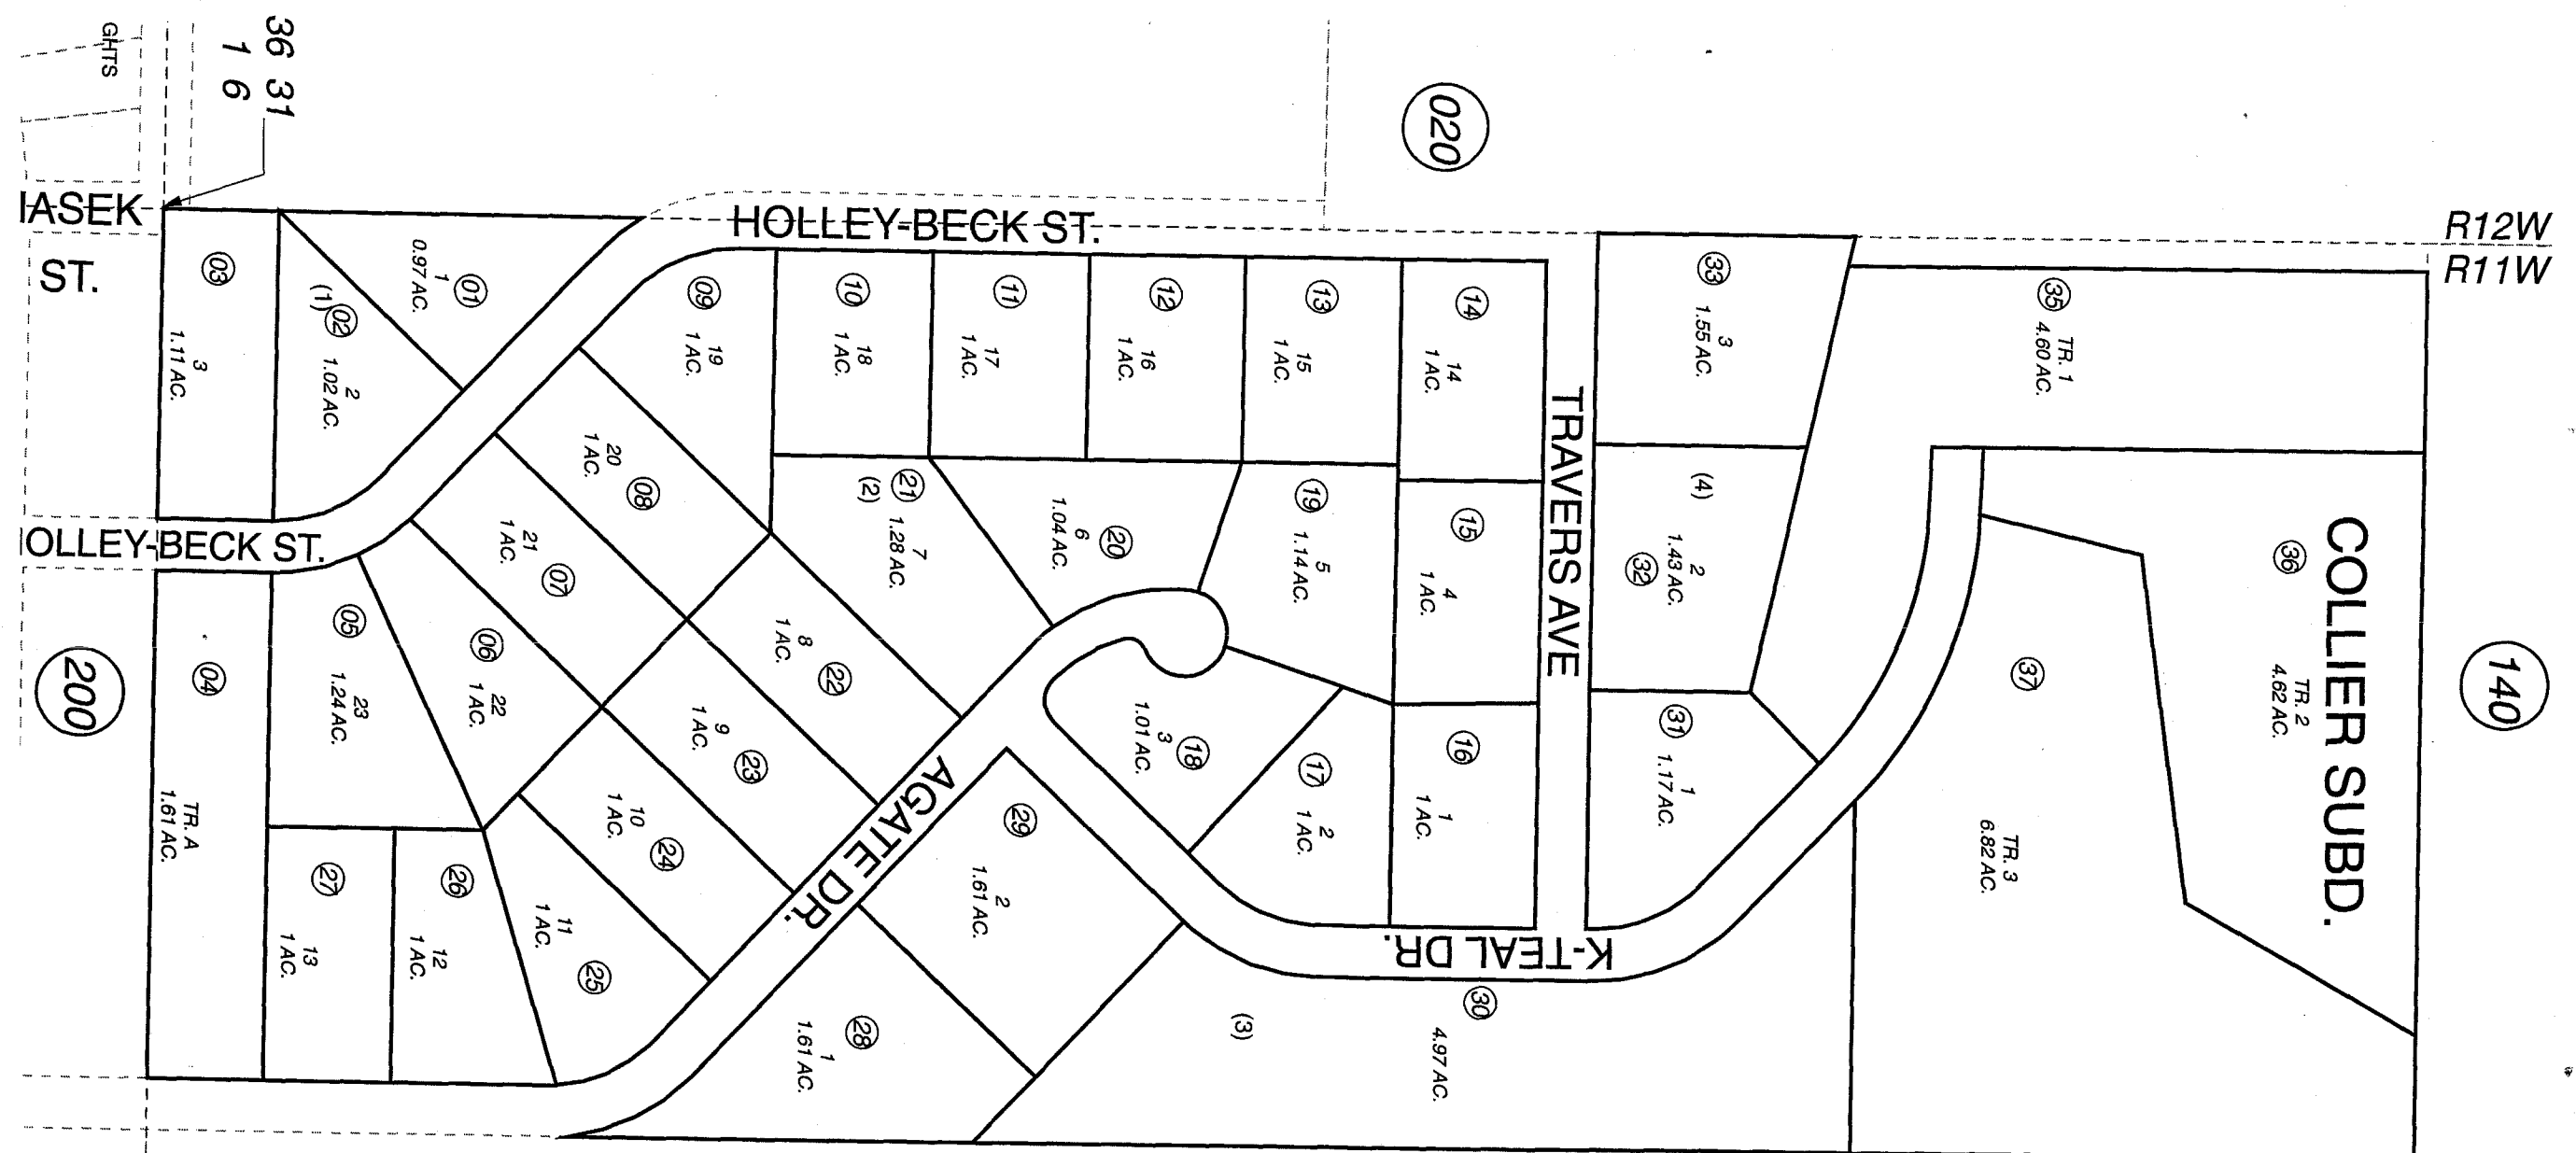 36 31
1 6
GHTS
020
IASEK
ST.
HOLLEY-BECK ST.
R12W
R11W
03
3
1.11 AC.
(1)
02
2
1.02 AC.
01
1
0.97 AC.
09
19
1 AC.
10
18
1 AC.
11
17
1 AC.
12
16
1 AC.
13
15
1 AC.
14
14
1 AC.
33
3
1.55 AC.
35
TR. 1
4.60 AC.
TRAVERS AVE
08
20
1 AC.
07
21
1 AC.
21
(2)
7
1.28 AC.
20
6
1.04 AC.
19
5
1.14 AC.
15
4
1 AC.
(4)
2
1.43 AC.
32
COLLIER SUBD.
36
TR. 2
4.62 AC.
140
OLLEY-BECK ST.
200
04
TR. A
1.61 AC.
05
23
1.24 AC.
06
22
1 AC.
22
8
1 AC.
23
9
1 AC.
24
10
1 AC.
18
3
1.01 AC.
17
2
1 AC.
16
1
1 AC.
31
1
1.17 AC.
37
TR. 3
6.82 AC.
AGATE DR.
K-TEAL DR.
27
13
1 AC.
26
12
1 AC.
25
11
1 AC.
29
2
1.61 AC.
28
1
1.61 AC.
(3)
30
4.97 AC.